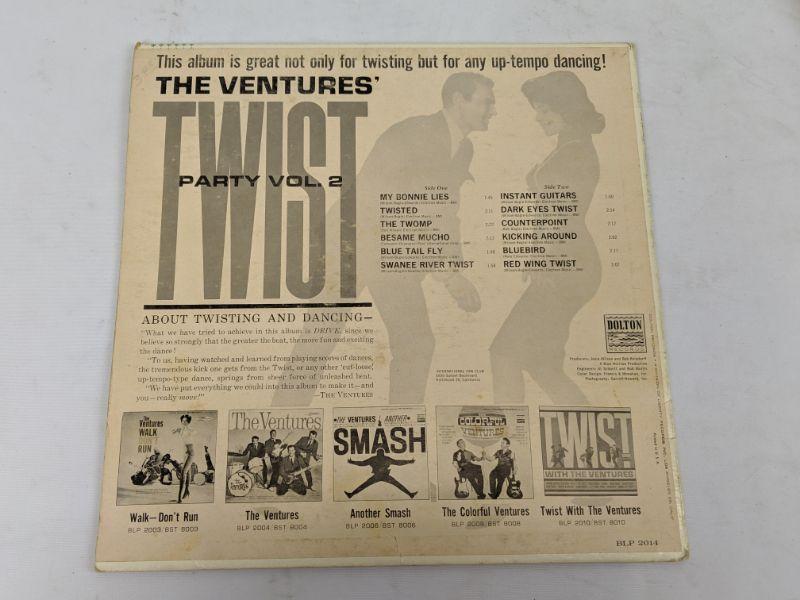 This album is great not only for twisting but for any up-tempo dancing!
THE VENTURES'
TWIST
PARTY VOL. 2
Side One
MY BONNIE LIES
TWISTED
THE TWOMP
BESAME MUCHO
BLUE TAIL FLY
SWANEE RIVER TWIST
Side Two
INSTANT GUITARS
DARK EYES TWIST
COUNTERPOINT
KICKING AROUND
BLUEBIRD
RED WING TWIST
ABOUT TWISTING AND DANCING—
"What we have tried to achieve in this album is DRIVE, since we
believe so strongly that the greater the beat, the more fun and exciting
the dance!
"To us, having watched and learned from playing scores of dances,
the tremendous kick one gets from the Twist, or any other 'cut-loose,'
up-tempo-type dance, springs from sheer force of unleashed beat.
"We have put everything we could into this album to make it—and
you—really move!"
—THE VENTURES
DOLTON
The
Ventures
WALK
DON'T
RUN
The Ventures
THE VENTURES
ANOTHER
SMASH
COLORFUL
VENTURES
TWIST
WITH THE VENTURES
Walk—Don't Run
BLP 2003/BST 8003
The Ventures
BLP 2004/BST 8004
Another Smash
BLP 2006/BST 8006
The Colorful Ventures
BLP 2008/BST 8008
Twist With The Ventures
BLP 2010/BST 8010
BLP 2014